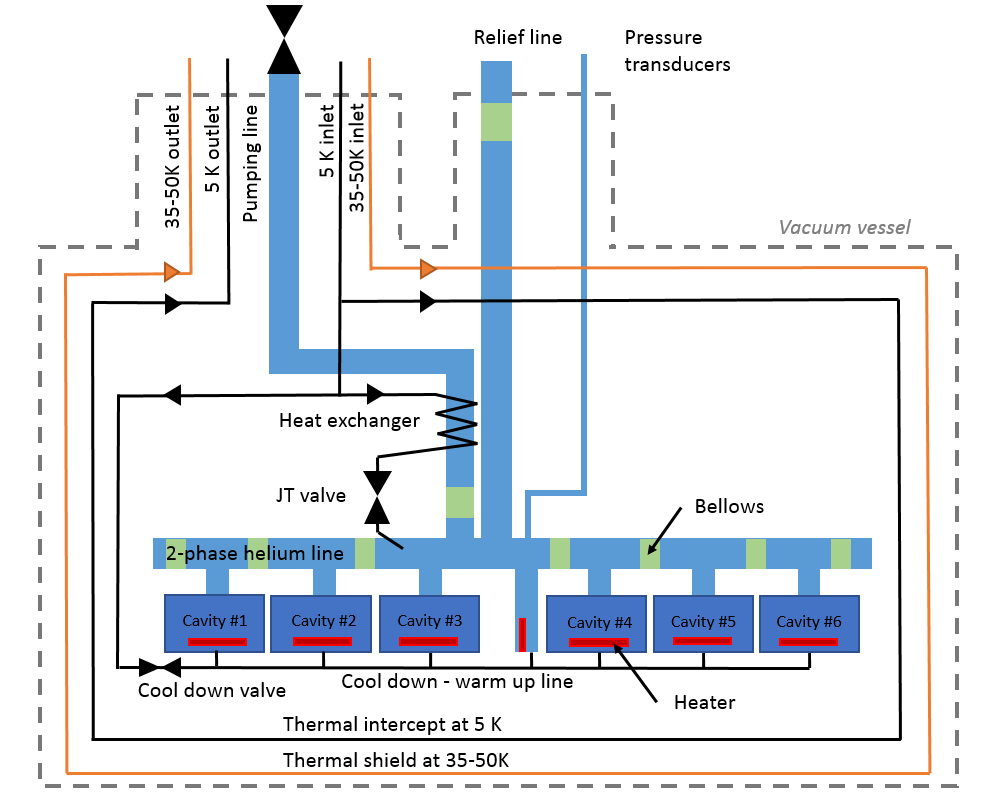 Relief line
Pressure
transducers
35-50K outlet
5 K outlet
Pumping line
5 K inlet
35-50K inlet
Vacuum vessel
Heat exchanger
JT valve
Bellows
2-phase helium line
Cavity #1
Cavity #2
Cavity #3
Cavity #4
Cavity #5
Cavity #6
Cool down valve
Cool down - warm up line
Heater
Thermal intercept at 5 K
Thermal shield at 35-50K